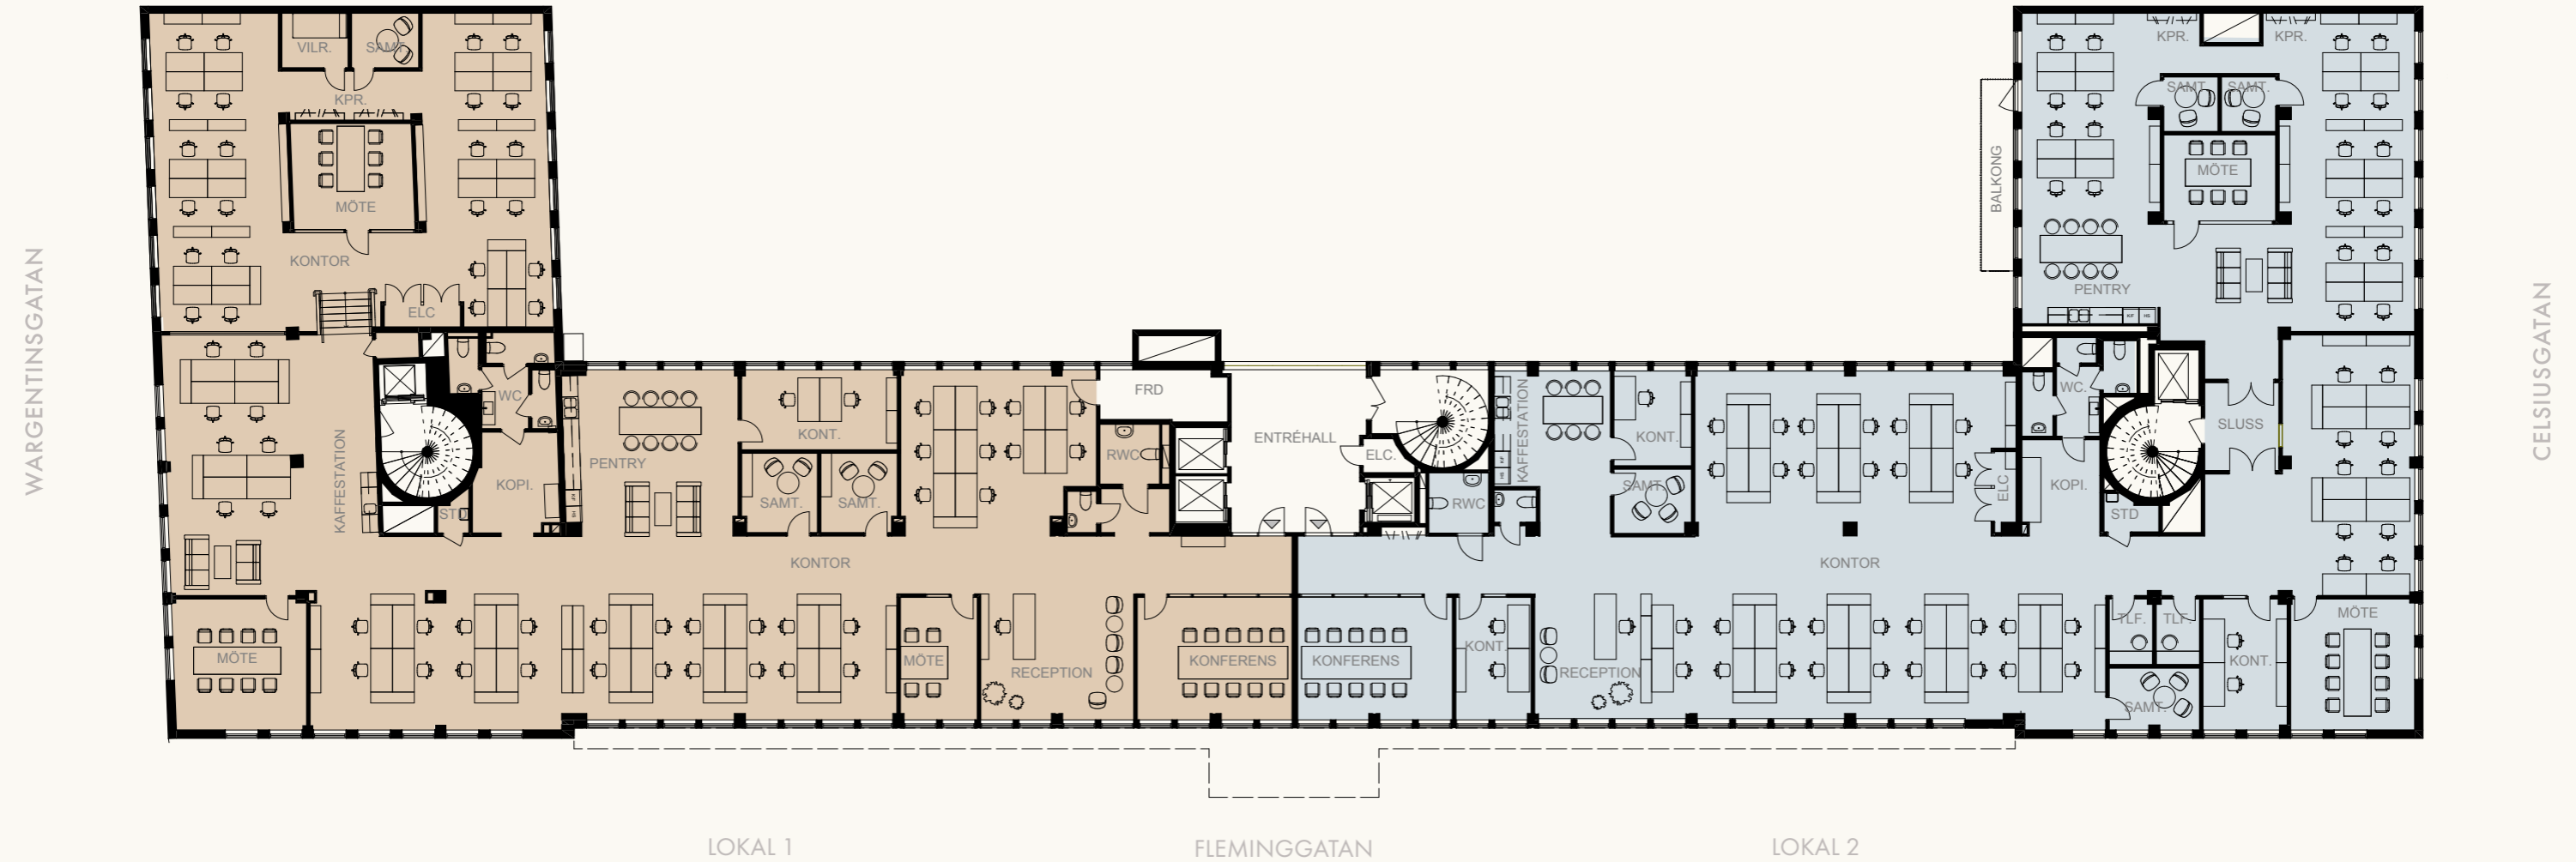 VILR.
SAMT.
KPR.
MÖTE
KONTOR
ELC
WC
KAFFESTATION
KOPI.
STD
MÖTE
PENTRY
KONT.
SAMT.
SAMT.
KONTOR
FRD
RWC
MÖTE
RECEPTION
KONFERENS
ENTRÉHALL
ELC.
RWC
KAFFESTATION
KONT.
SAMT.
KONFERENS
KONT.
RECEPTION
KONTOR
ELC
KPR.
KPR.
SAMT.
SAMT.
MÖTE
BALKONG
PENTRY
WC.
SLUSS
KOPI.
STD
TLF.
TLF.
SAMT.
KONT.
MÖTE
WARGENTINSGATAN
CELSIUSGATAN
LOKAL 1
FLEMINGGATAN
LOKAL 2